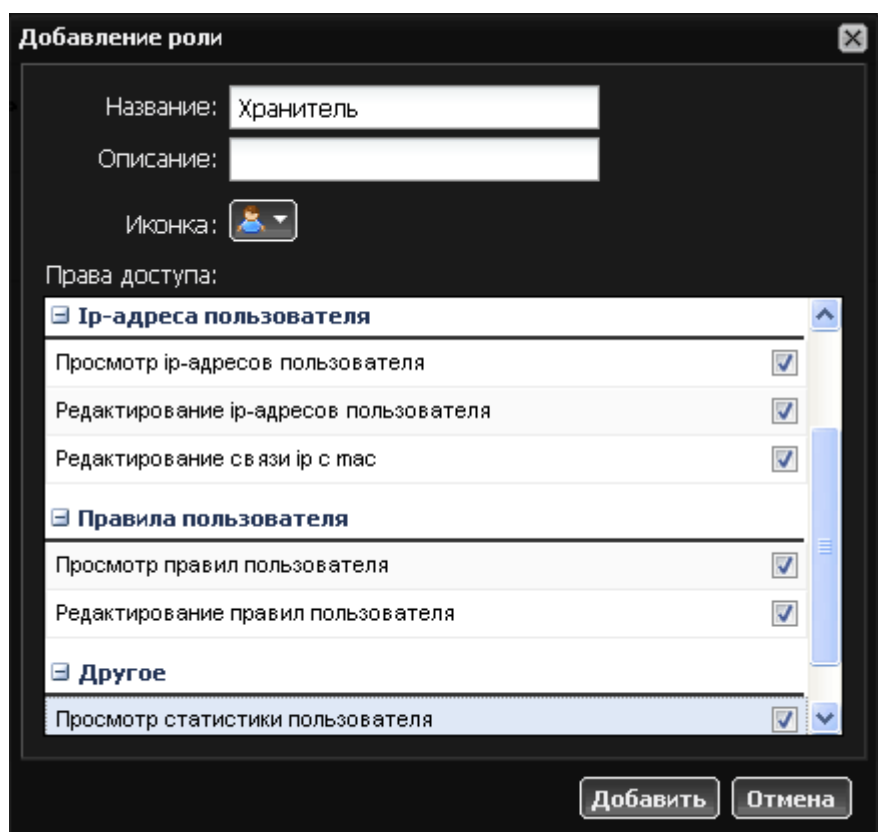 Добавление роли
Название: Хранитель
Описание:
Иконка:
Права доступа:
Ip-адреса пользователя
Просмотр ip-адресов пользователя
Редактирование ip-адресов пользователя
Редактирование связи ip с mac
Правила пользователя
Просмотр правил пользователя
Редактирование правил пользователя
Другое
Просмотр статистики пользователя
Добавить Отмена